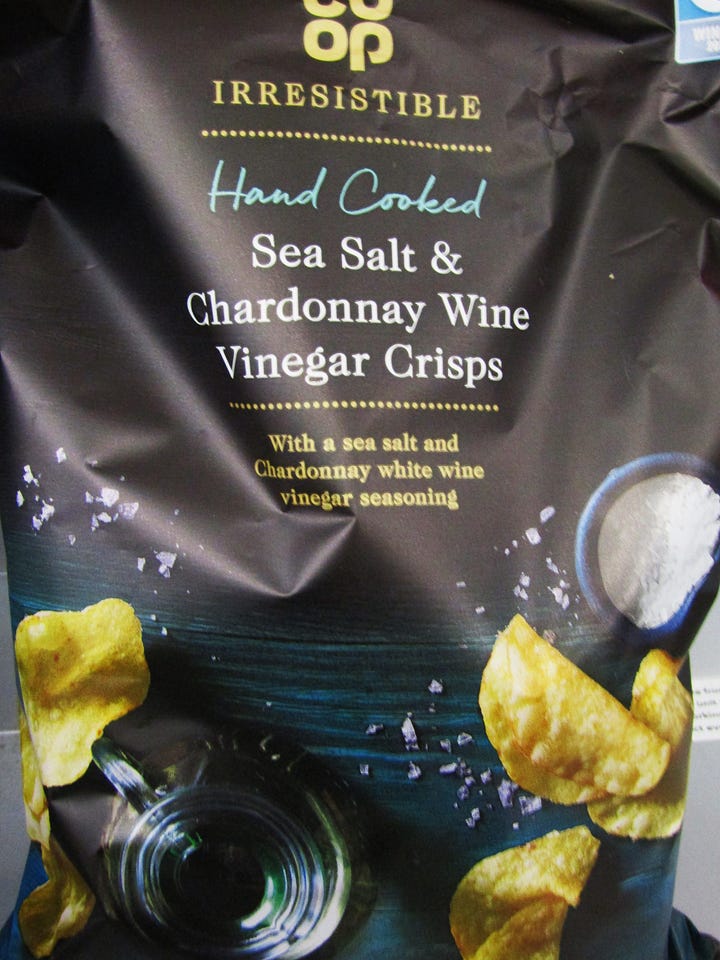 CO
OP
WIN
IRRESISTIBLE
Hand Cooked
Sea Salt &
Chardonnay Wine
Vinegar Crisps
With a sea salt and
Chardonnay white wine
vinegar seasoning